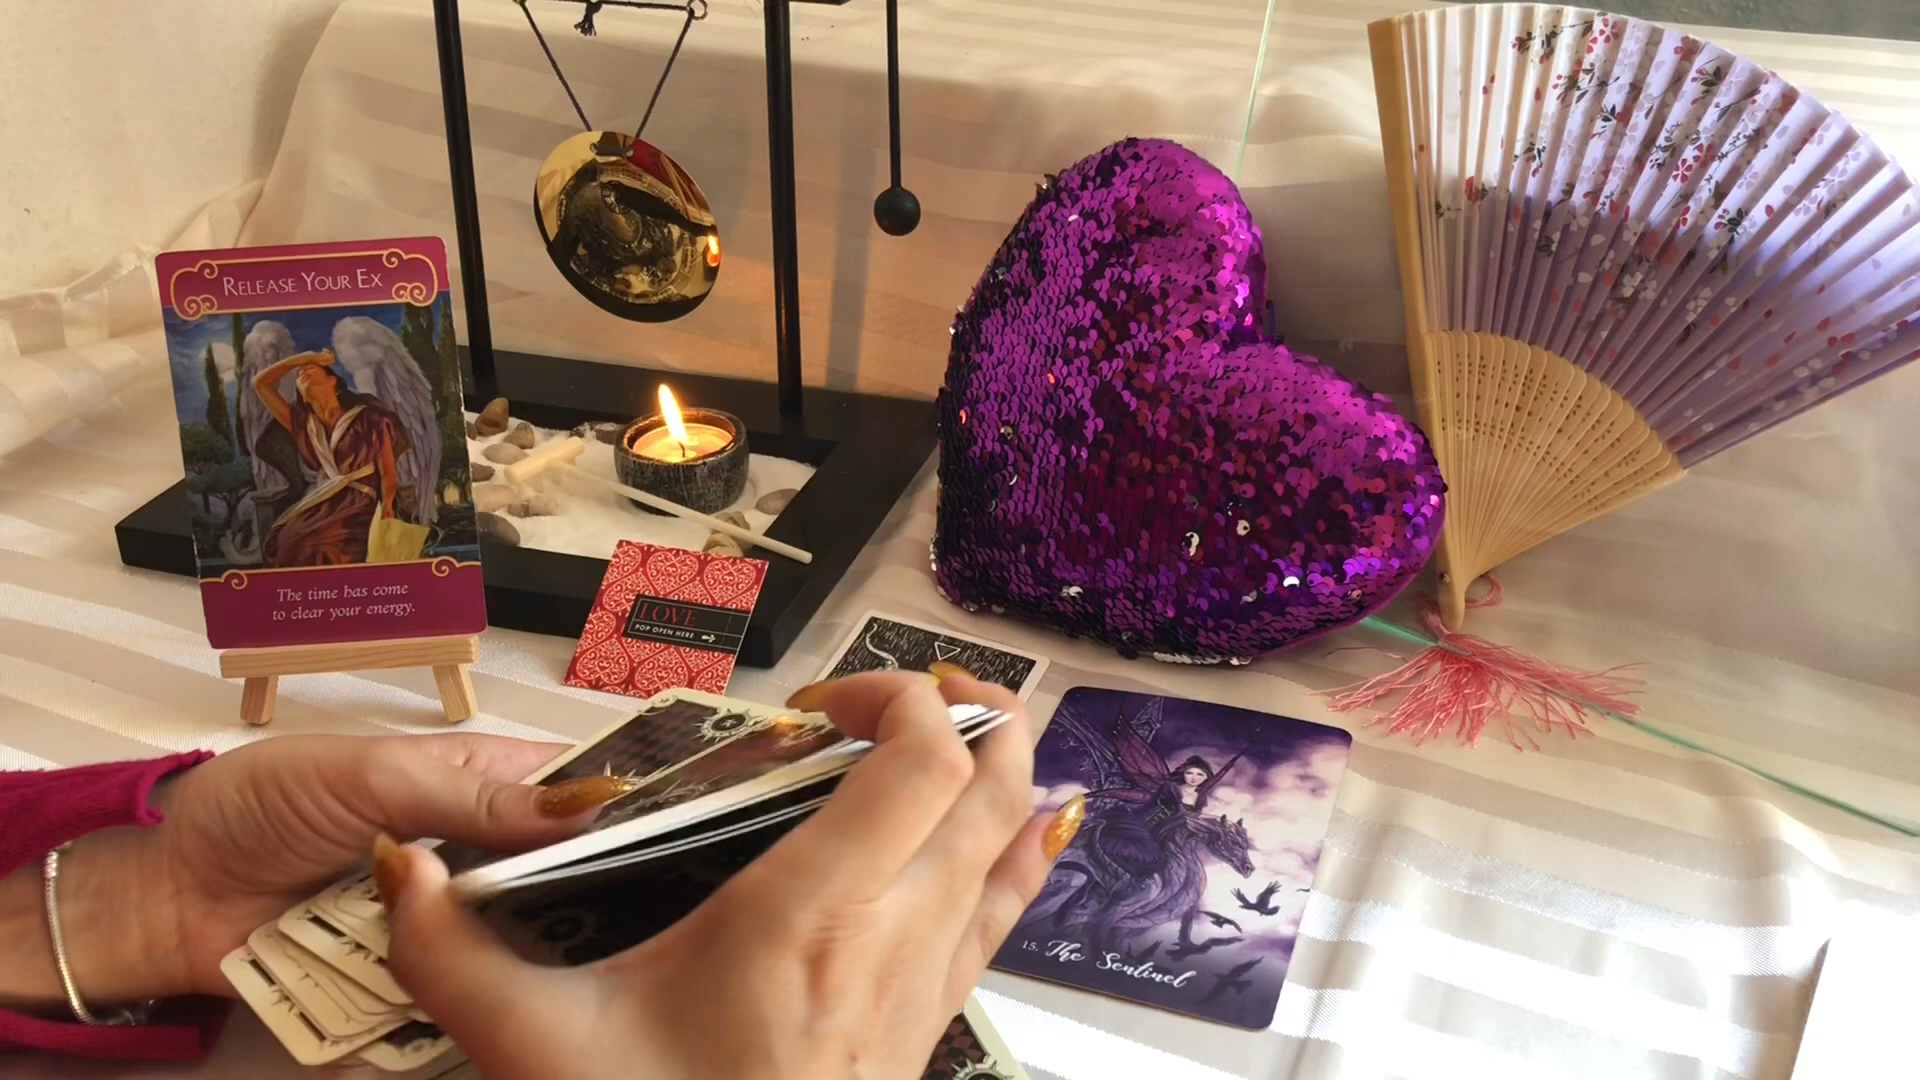 RELEASE YOUR EX
The time has come
to clear your energy.
LOVE
POP OPEN HERE
15. The Sentinel